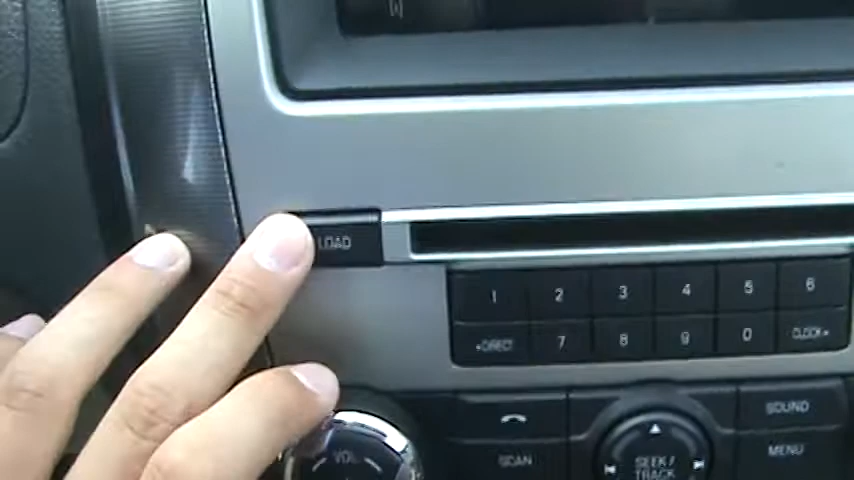 LOAD
1 2 3 4 5 6
•DIRECT 7 8 9 0 CLOCK•
SOUND
VOL SCAN SEEK/ MENU
TRACK